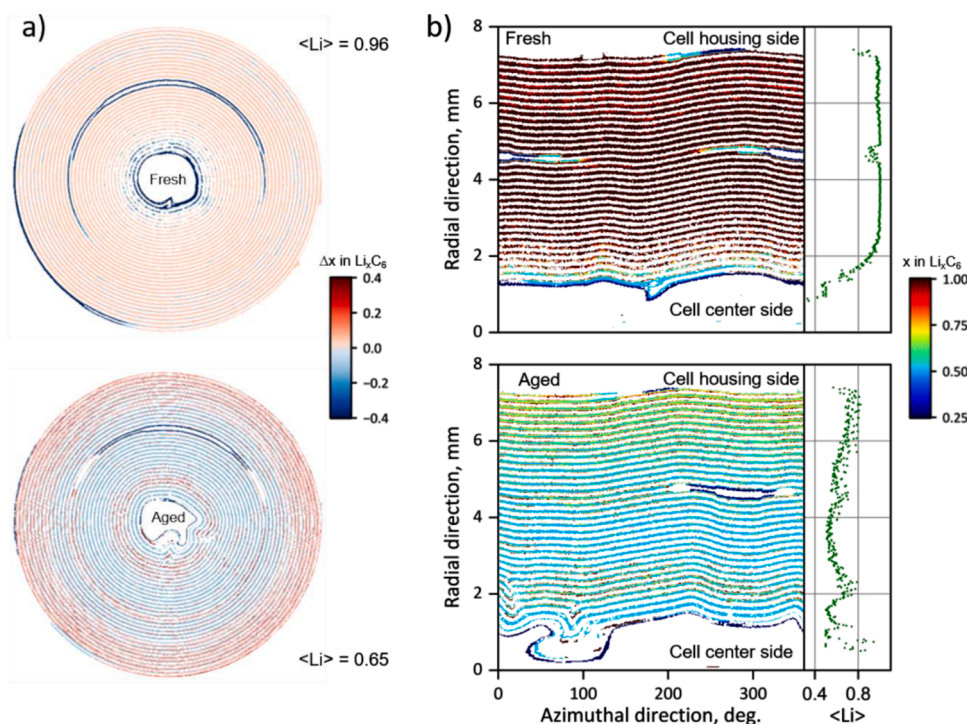 a)
<Li> = 0.96
Fresh
Δx in LiₓC₆
0.4
0.2
0.0
−0.2
−0.4
Aged
<Li> = 0.65
b)
8
6
4
2
0
Radial direction, mm
Fresh
Cell housing side
Cell center side
x in LiₓC₆
1.00
0.75
0.50
0.25
8
6
4
2
0
Radial direction, mm
Aged
Cell housing side
Cell center side
0 100 200 300 0.4 0.8
Azimuthal direction, deg. <Li>